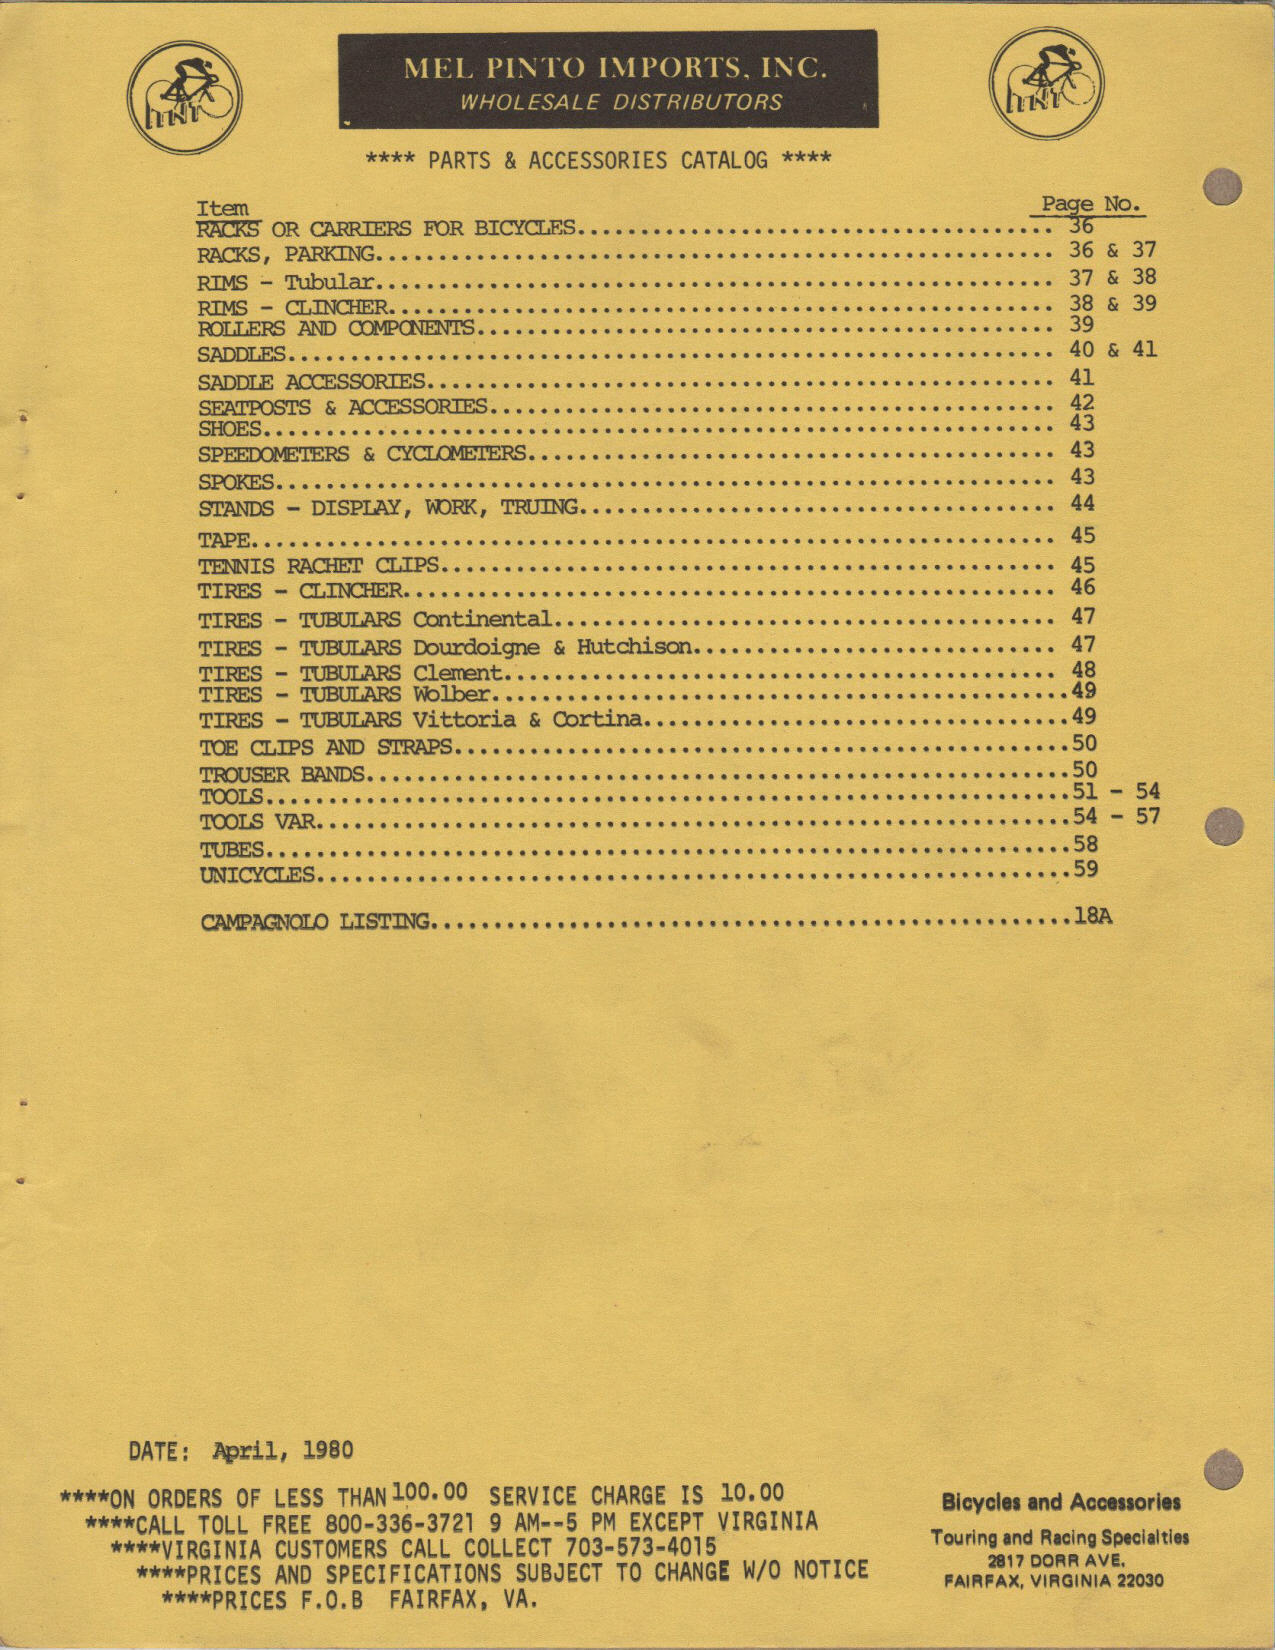 MEL PINTO IMPORTS, INC.
WHOLESALE DISTRIBUTORS
**** PARTS & ACCESSORIES CATALOG ****
Item Page No.
RACKS OR CARRIERS FOR BICYCLES 36
RACKS, PARKING 36 & 37
RIMS - Tubular 37 & 38
RIMS - CLINCHER 38 & 39
ROLLERS AND COMPONENTS 39
SADDLES 40 & 41
SADDLE ACCESSORIES 41
SEATPOSTS & ACCESSORIES 42
SHOES 43
SPEEDOMETERS & CYCLOMETERS 43
SPOKES 43
STANDS - DISPLAY, WORK, TRUING 44
TAPE 45
TENNIS RACHET CLIPS 45
TIRES - CLINCHER 46
TIRES - TUBULARS Continental 47
TIRES - TUBULARS Dourdoigne & Hutchison 47
TIRES - TUBULARS Clement 48
TIRES - TUBULARS Wolber 49
TIRES - TUBULARS Vittoria & Cortina 49
TOE CLIPS AND STRAPS 50
TROUSER BANDS 50
TOOLS 51 - 54
TOOLS VAR 54 - 57
TUBES 58
UNICYCLES 59
CAMPAGNOLO LISTING 18A
DATE: April, 1980
****ON ORDERS OF LESS THAN 100.00 SERVICE CHARGE IS 10.00
****CALL TOLL FREE 800-336-3721 9 AM--5 PM EXCEPT VIRGINIA
****VIRGINIA CUSTOMERS CALL COLLECT 703-573-4015
****PRICES AND SPECIFICATIONS SUBJECT TO CHANGE W/O NOTICE
****PRICES F.O.B FAIRFAX, VA.
Bicycles and Accessories
Touring and Racing Specialties
2817 DORR AVE,
FAIRFAX, VIRGINIA 22030